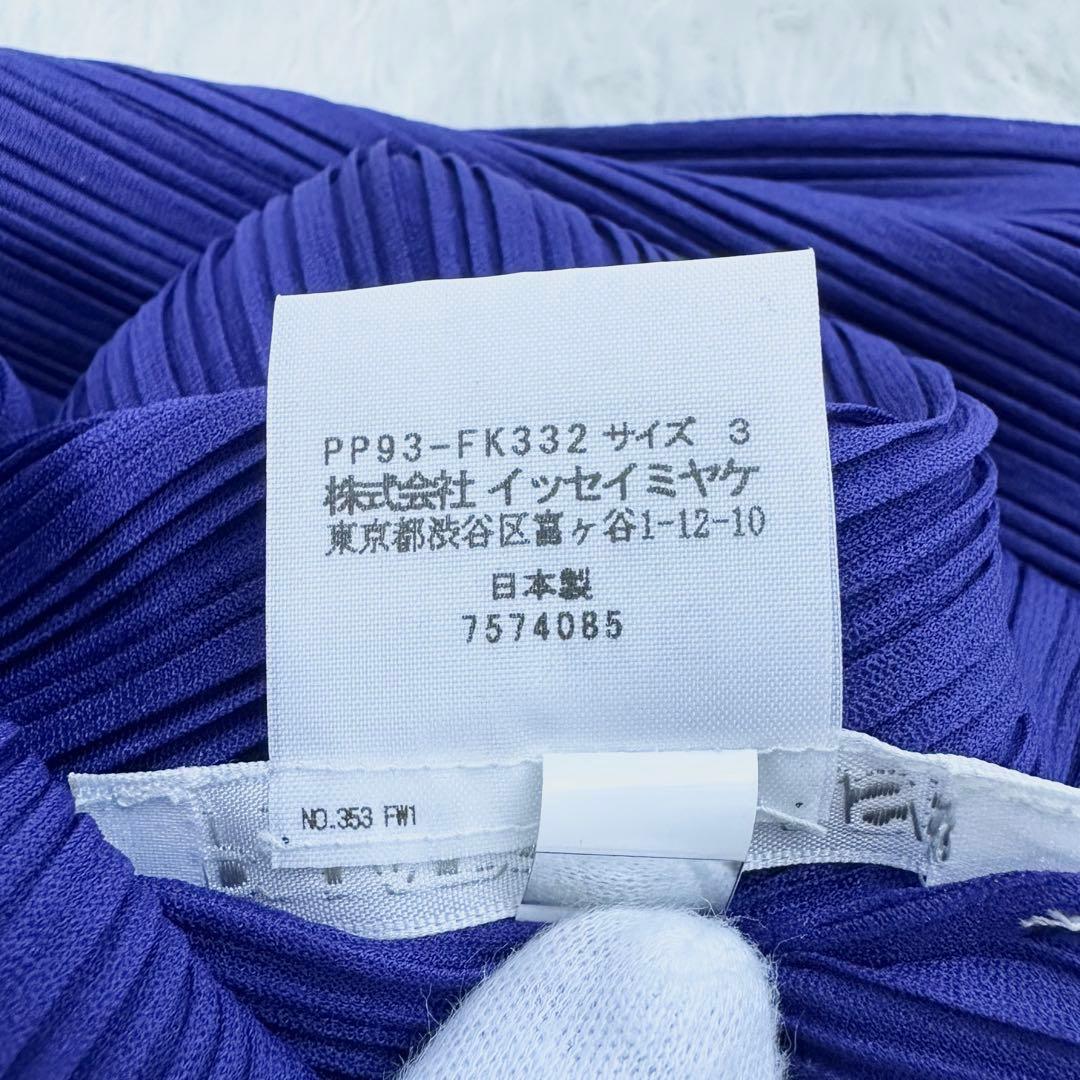 PP93-FK332 サイズ 3
株式会社 イッセイミヤケ
東京都渋谷区富ヶ谷1-12-10
日本製
7574085
NO.353 FW1